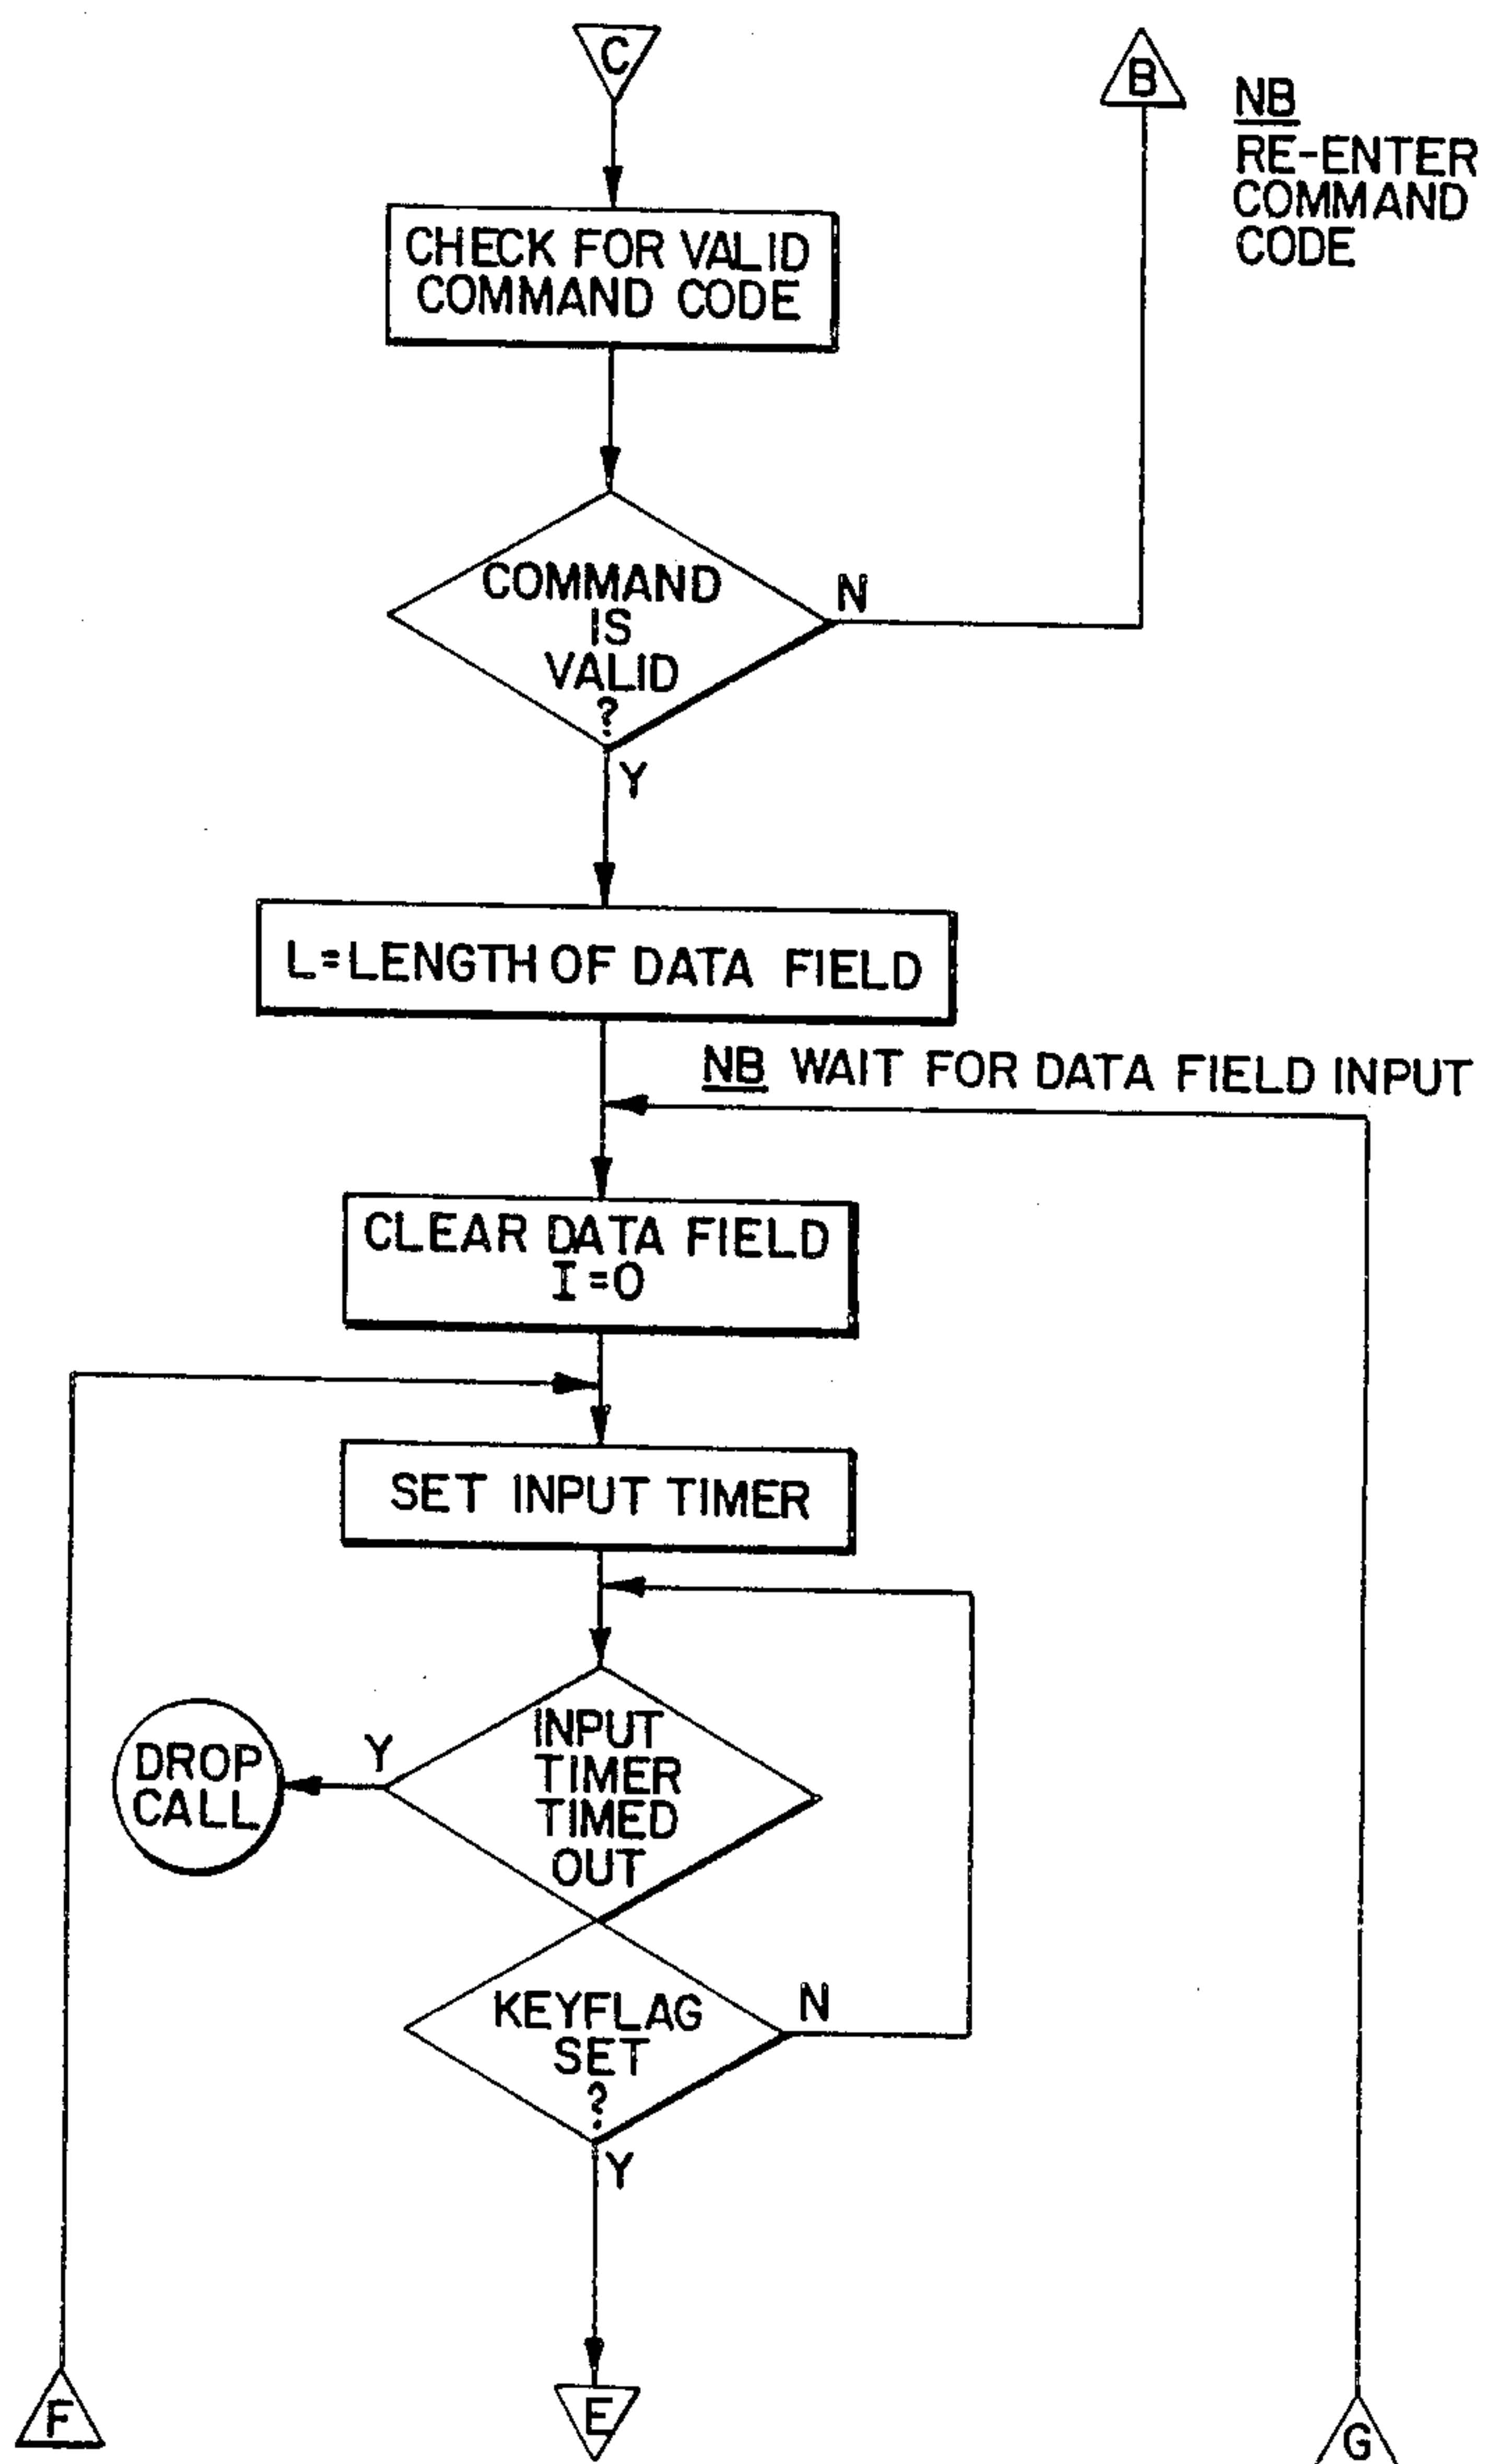 C
B
NB
RE-ENTER
COMMAND
CODE
CHECK FOR VALID
COMMAND CODE
COMMAND
IS
VALID
?
N
Y
L=LENGTH OF DATA FIELD
NB WAIT FOR DATA FIELD INPUT
CLEAR DATA FIELD
I=0
SET INPUT TIMER
INPUT
TIMER
TIMED
OUT
Y
DROP
CALL
KEYFLAG
SET
?
N
Y
F
E
G